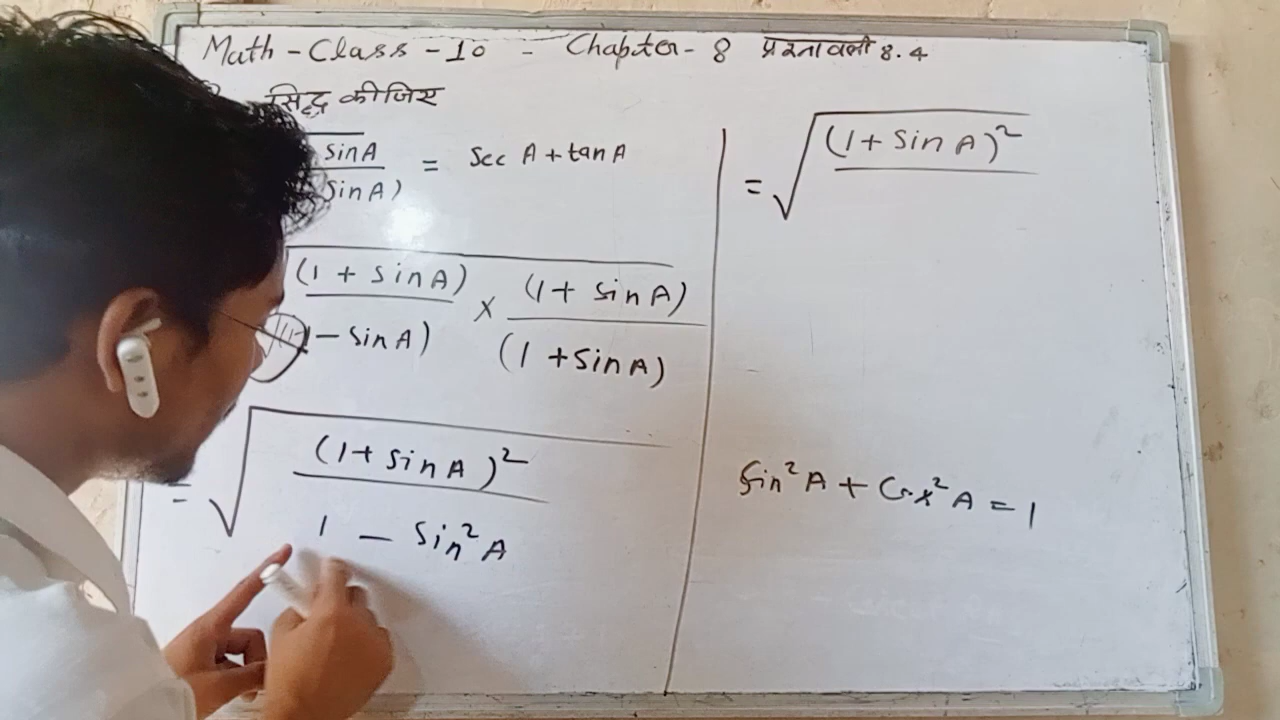 Math - Class - 10 - Chapter - 8 प्रश्नावली 8.4
सिद्ध कीजिए
sinA
sinA) = Sec A + tan A
(1 + sinA) × (1 + sinA)
- sinA) (1 + sinA)
= √ (1+ sinA)²
1 - Sin²A
= √ (1+ sinA)²
Sin²A + Cos²A = 1